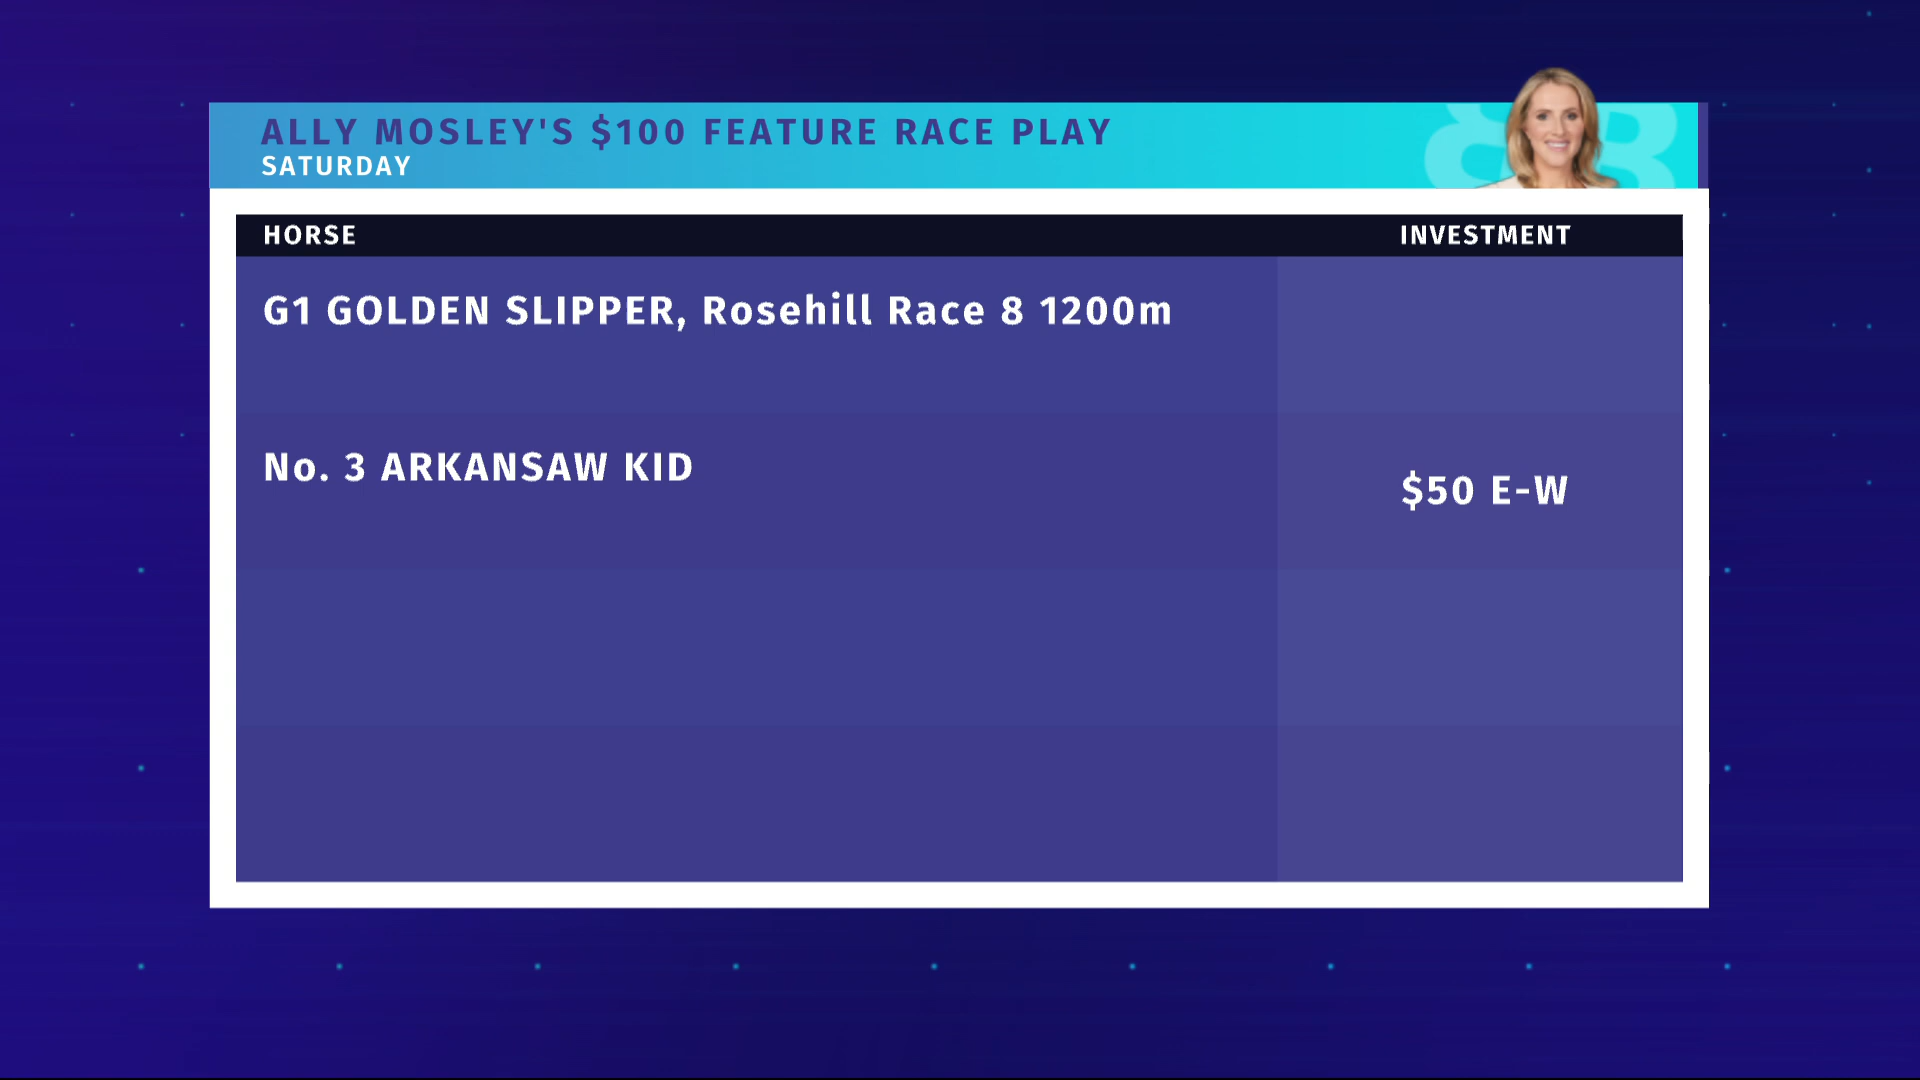 ALLY MOSLEY'S $100 FEATURE RACE PLAY
SATURDAY
HORSE INVESTMENT
G1 GOLDEN SLIPPER, Rosehill Race 8 1200m
No. 3 ARKANSAW KID
$50 E-W